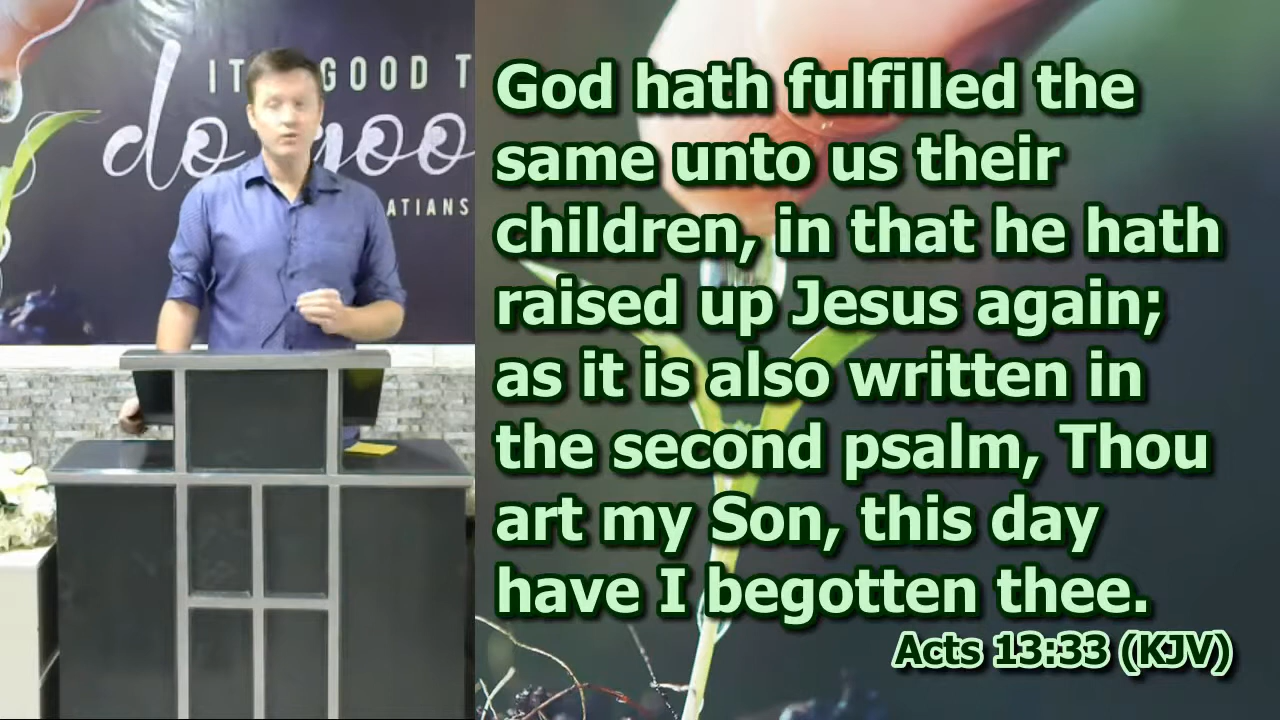 IT GOOD T
do goo
ATIANS
God hath fulfilled the
same unto us their
children, in that he hath
raised up Jesus again;
as it is also written in
the second psalm, Thou
art my Son, this day
have I begotten thee.
Acts 13:33 (KJV)